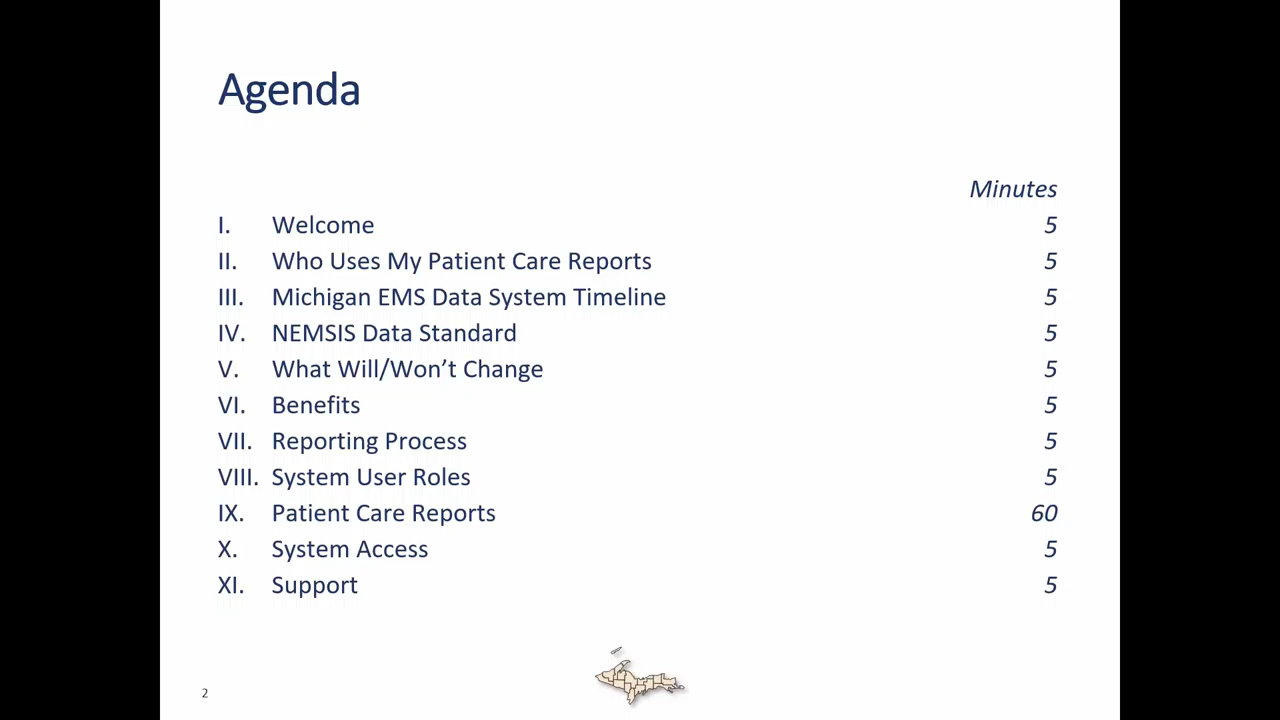 Agenda
Minutes
I. Welcome 5
II. Who Uses My Patient Care Reports 5
III. Michigan EMS Data System Timeline 5
IV. NEMSIS Data Standard 5
V. What Will/Won’t Change 5
VI. Benefits 5
VII. Reporting Process 5
VIII. System User Roles 5
IX. Patient Care Reports 60
X. System Access 5
XI. Support 5
2